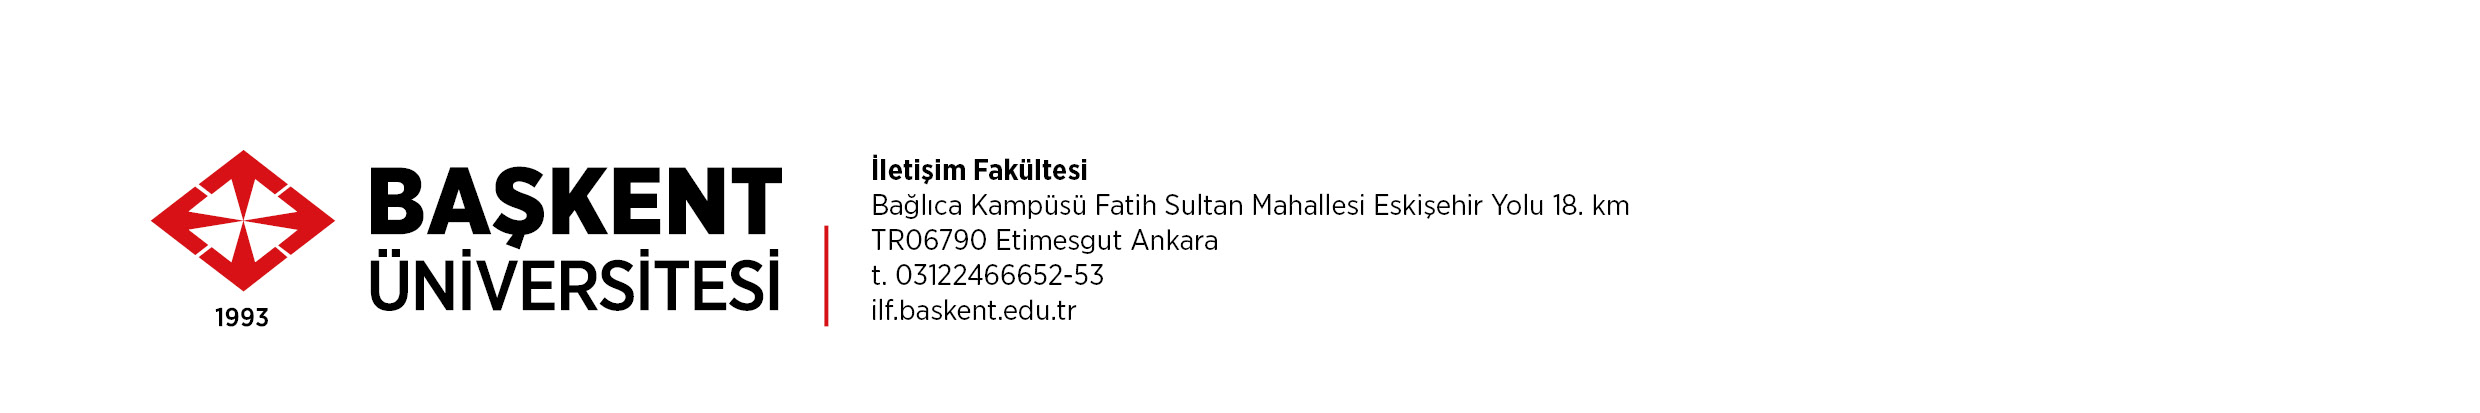 BAŞKENT
ÜNİVERSİTESİ
1993
İletişim Fakültesi
Bağlıca Kampüsü Fatih Sultan Mahallesi Eskişehir Yolu 18. km
TR06790 Etimesgut Ankara
t. 03122466652-53
ilf.baskent.edu.tr